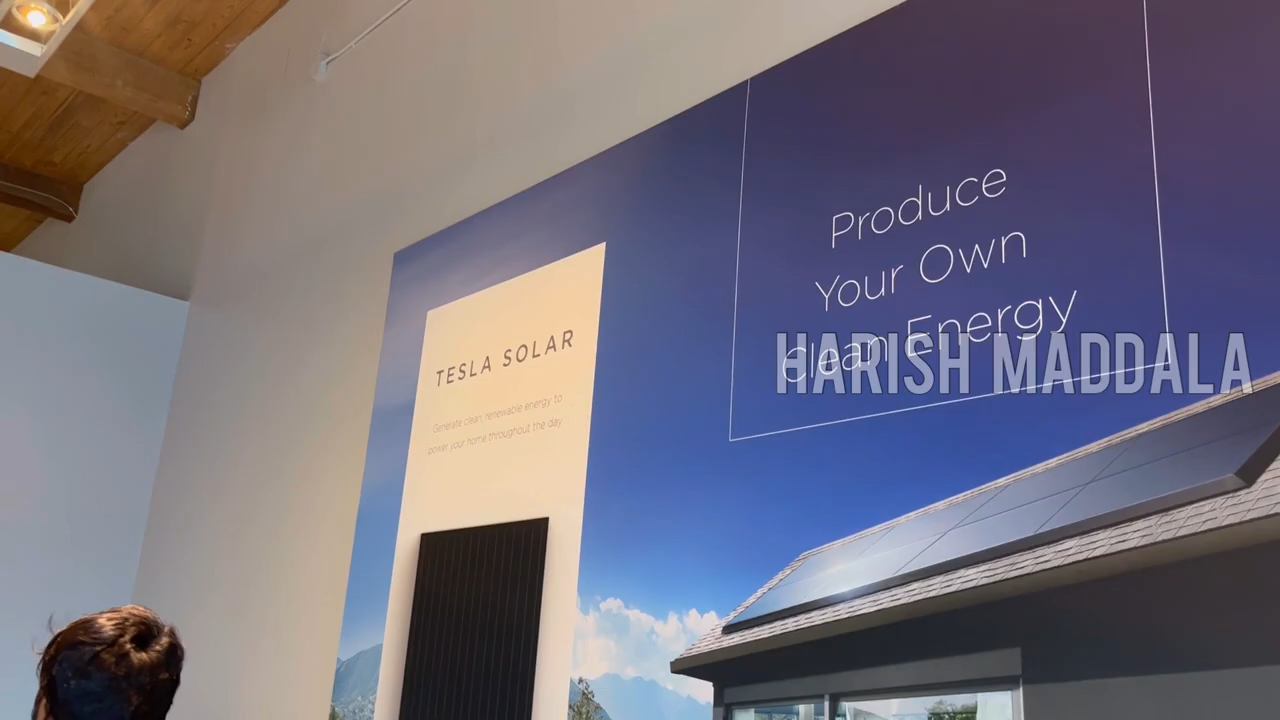 TESLA SOLAR
Generate clean, renewable energy to
power your home throughout the day
Produce
Your Own
Clean Energy
HARISH MADDALA